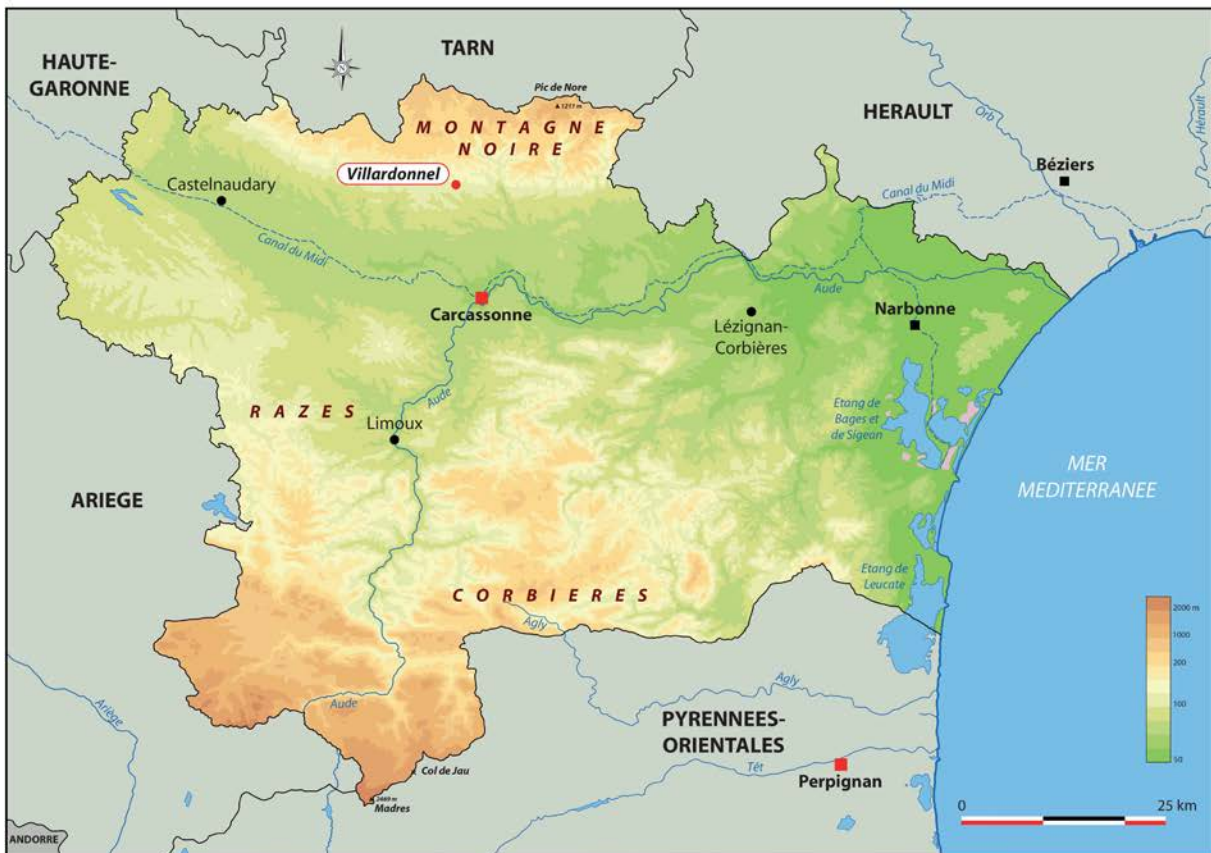 HAUTE-
GARONNE
TARN
HERAULT
Pic de Nore
1211 m
MONTAGNE
NOIRE
Orb
Hérault
Villardonnel
Béziers
Castelnaudary
Canal du Midi
Canal du Midi
Carcassonne
Aude
Lézignan-
Corbières
Narbonne
Aude
RAZES
Limoux
Etang de
Bages et
de Sigean
MER
MEDITERRANEE
ARIEGE
Etang de
Leucate
CORBIERES
Agly
2000 m
1000
200
160
50
Ariège
Aude
Agly
PYRENNEES-
ORIENTALES
Têt
Perpignan
Col de Jau
2469 m
Madres
0
25 km
ANDORRE